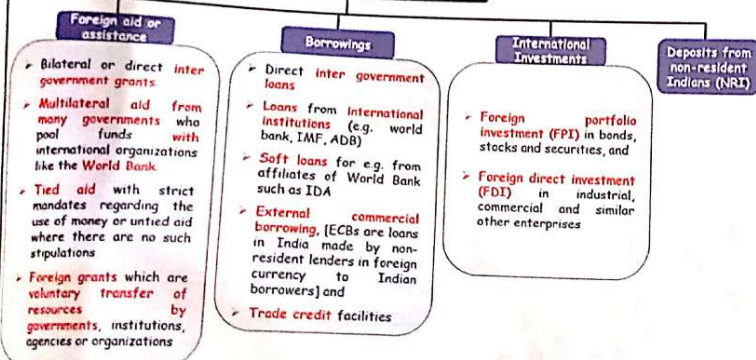 Foreign aid or
assistance
➤ Bilateral or direct inter
government grants
➤ Multilateral aid from
many governments who
pool funds with
international organizations
like the World Bank
➤ Tied aid with strict
mandates regarding the
use of money or untied aid
where there are no such
stipulations
➤ Foreign grants which are
voluntary transfer of
resources by
governments, institutions,
agencies or organizations
Borrowings
➤ Direct inter government
loans
➤ Loans from international
institutions (e.g. world
bank, IMF, ADB)
➤ Soft loans for e.g. from
affiliates of World Bank
such as IDA
➤ External commercial
borrowing, [ECBs are loans
in India made by non-
resident lenders in foreign
currency to Indian
borrowers] and
➤ Trade credit facilities
International
Investments
➤ Foreign portfolio
investment (FPI) in bonds,
stocks and securities, and
➤ Foreign direct investment
(FDI) in industrial,
commercial and similar
other enterprises
Deposits from
non-resident
Indians (NRI)